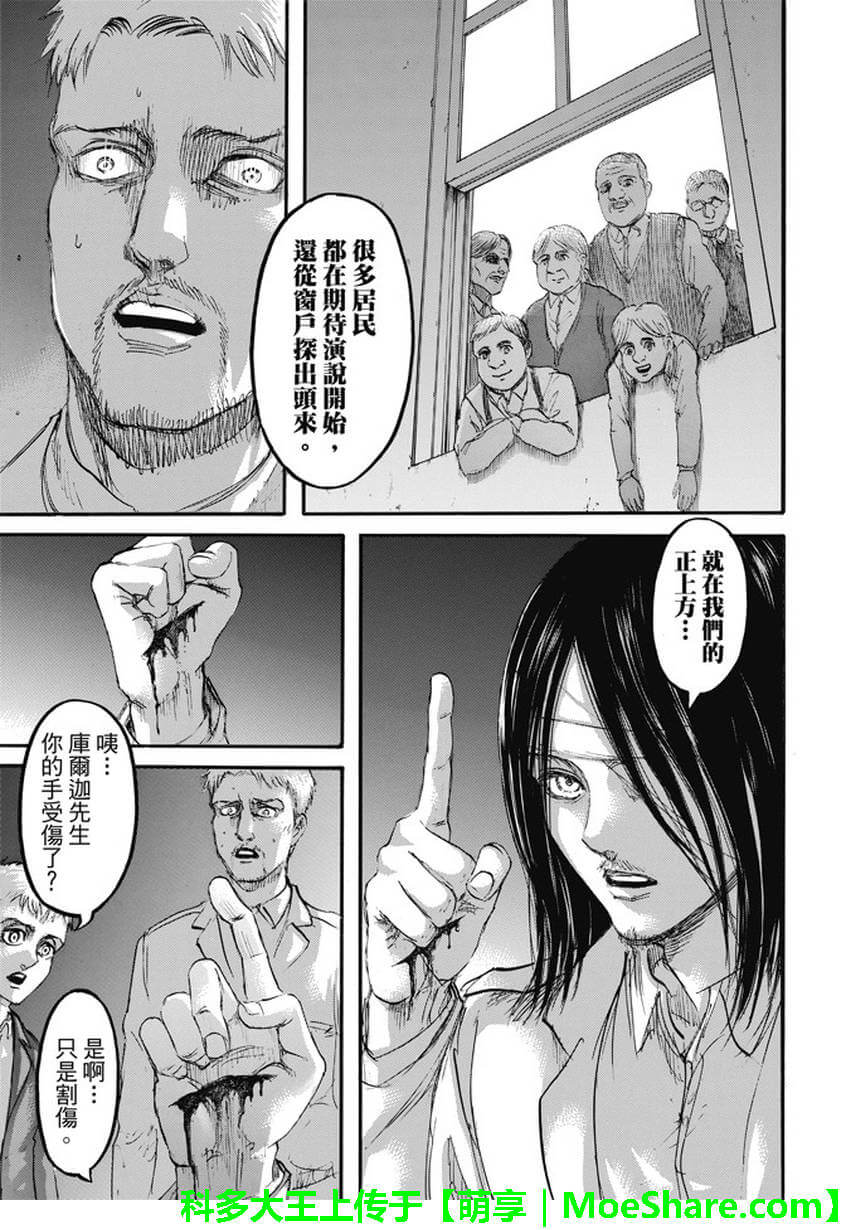 很多居民
都在期待演說開始，
還從窗戶探出頭來。
就在我們的
正上方…
咦…
庫爾迦先生
你的手受傷了？
是啊…
只是割傷。
科多大王上传于【萌享｜MoeShare.com】